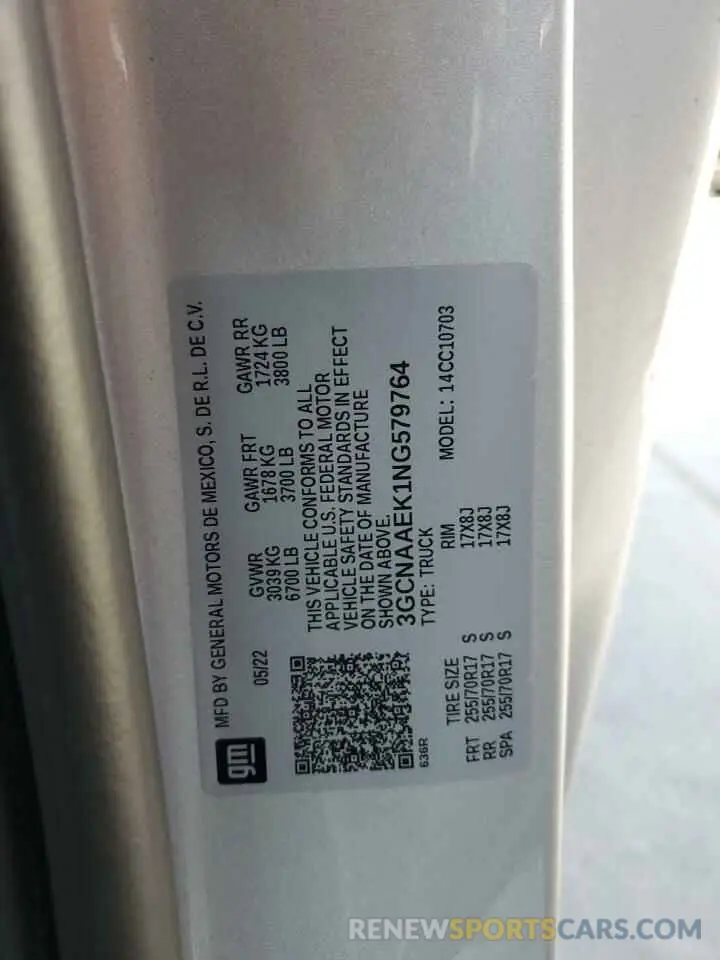 gm
MFD BY GENERAL MOTORS DE MEXICO, S. DE R.L. DE C.V.
05/22 GVWR GAWR FRT GAWR RR
3039 KG 1678 KG 1724 KG
6700 LB 3700 LB 3800 LB
THIS VEHICLE CONFORMS TO ALL
APPLICABLE U.S. FEDERAL MOTOR
VEHICLE SAFETY STANDARDS IN EFFECT
ON THE DATE OF MANUFACTURE
SHOWN ABOVE.
3GCNAAEK1NG579764
636R TYPE: TRUCK MODEL: 14CC10703
TIRE SIZE RIM
FRT 255/70R17 S 17X8J
RR 255/70R17 S 17X8J
SPA 255/70R17 S 17X8J
RENEWSPORTSCARS.COM